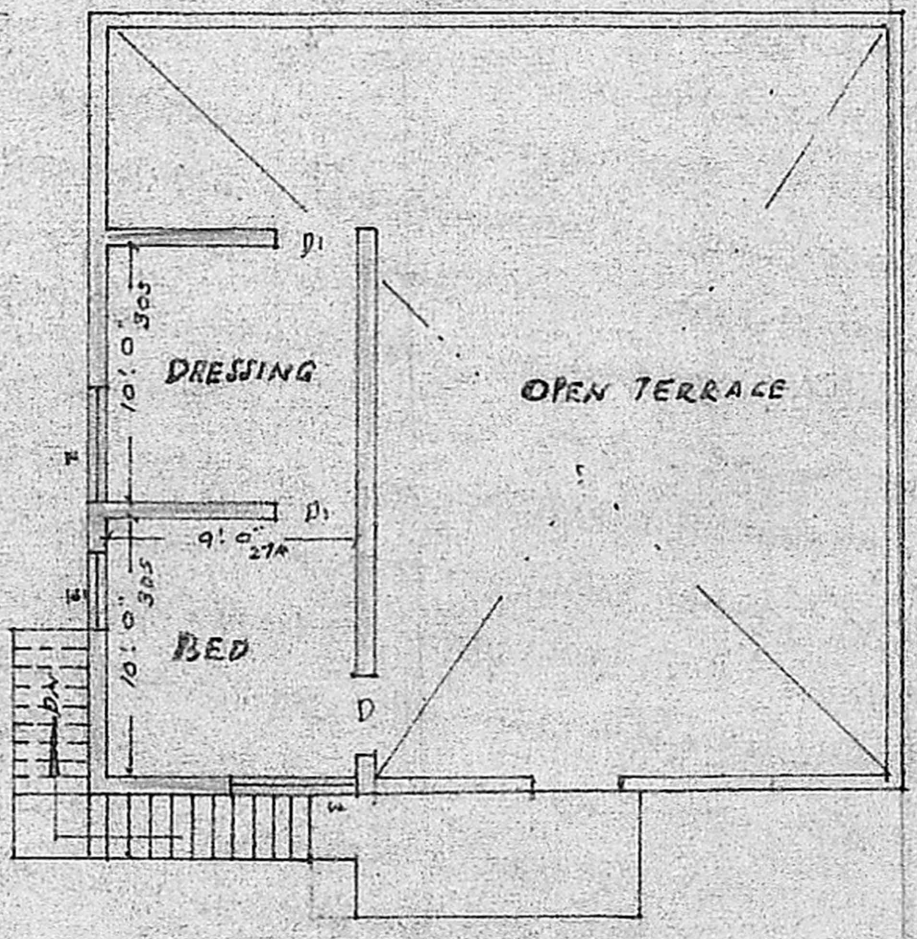 D1
10'.0"
305
DRESSING
OPEN TERRACE
W
D1
9'.0"
274
W
10'.0"
305
BED
DN
D
W